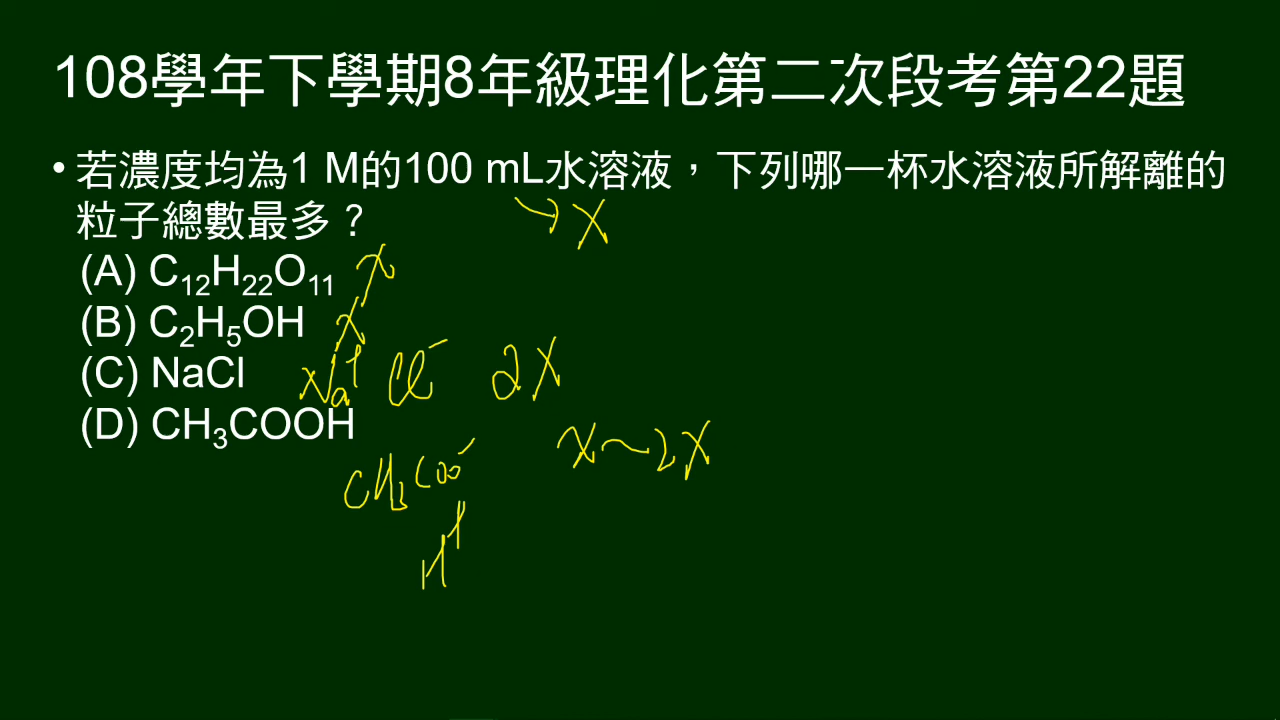 108學年下學期8年級理化第二次段考第22題
• 若濃度均為1 M的100 mL水溶液，下列哪一杯水溶液所解離的
粒子總數最多？
→ X
(A) C₁₂H₂₂O₁₁ X
(B) C₂H₅OH X
(C) NaCl Na⁺ Cl⁻ 2X
(D) CH₃COOH X～2X
CH₃COO⁻
H⁺